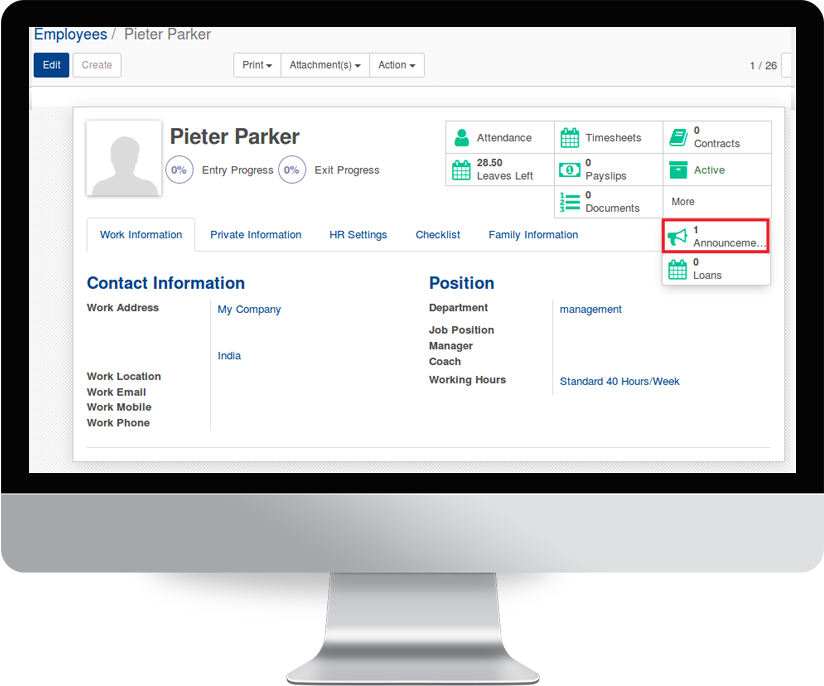 Employees / Pieter Parker
Edit Create Print Attachment(s) Action 1 / 26
Pieter Parker
0% Entry Progress 0% Exit Progress
Attendance
Timesheets
0
Contracts
28.50
Leaves Left
0
Payslips
Active
0
Documents
More
1
Announceme...
0
Loans
Work Information Private Information HR Settings Checklist Family Information
Contact Information
Work Address My Company
India
Work Location
Work Email
Work Mobile
Work Phone
Position
Department management
Job Position
Manager
Coach
Working Hours Standard 40 Hours/Week